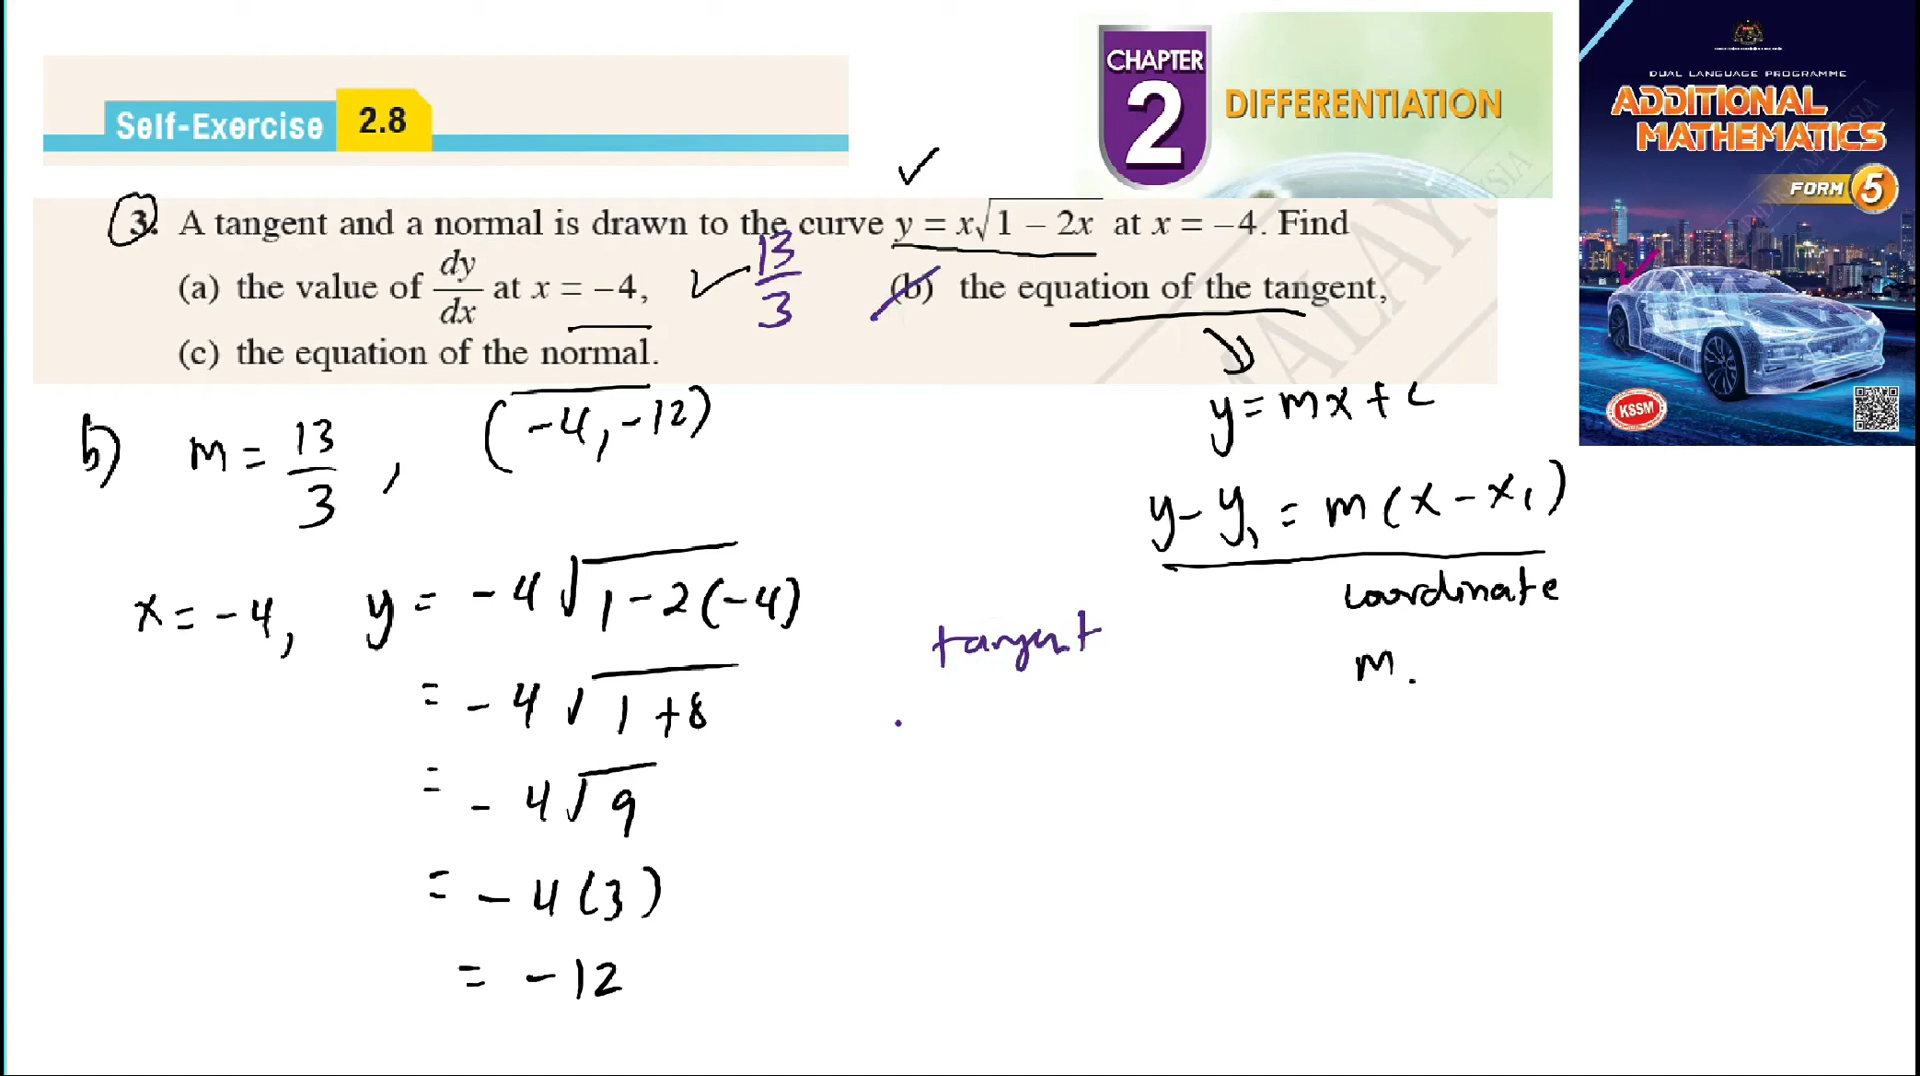 Self-Exercise 2.8
CHAPTER 2 DIFFERENTIATION
DUAL LANGUAGE PROGRAMME
ADDITIONAL
MATHEMATICS
FORM 5
KSSM
3. A tangent and a normal is drawn to the curve y = x√(1 − 2x) at x = −4. Find
(a) the value of dy/dx at x = −4, ✓ 13/3 (b) the equation of the tangent,
(c) the equation of the normal.
y = mx + c
b) m = 13/3 , (-4, -12)
y - y₁ = m(x - x₁)
coordinate
m.
x = -4, y = -4√(1-2(-4))
tangent
= -4√(1+8)
= -4√9
= -4(3)
= -12